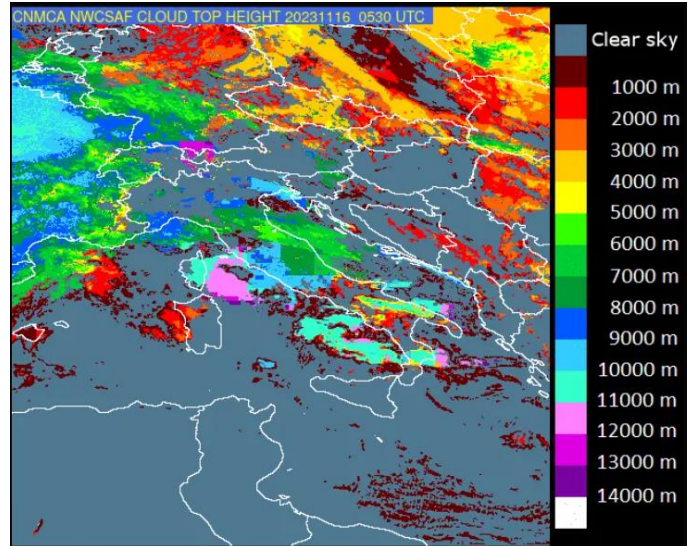 CNMCA NWCSAF CLOUD TOP HEIGHT 20231116 0530 UTC
Clear sky
1000 m
2000 m
3000 m
4000 m
5000 m
6000 m
7000 m
8000 m
9000 m
10000 m
11000 m
12000 m
13000 m
14000 m